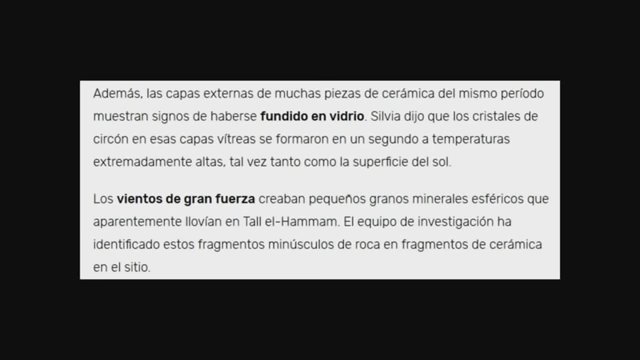 Además, las capas externas de muchas piezas de cerámica del mismo período
muestran signos de haberse fundido en vidrio. Silvia dijo que los cristales de
circón en esas capas vítreas se formaron en un segundo a temperaturas
extremadamente altas, tal vez tanto como la superficie del sol.
Los vientos de gran fuerza creaban pequeños granos minerales esféricos que
aparentemente llovían en Tall el-Hammam. El equipo de investigación ha
identificado estos fragmentos minúsculos de roca en fragmentos de cerámica
en el sitio.